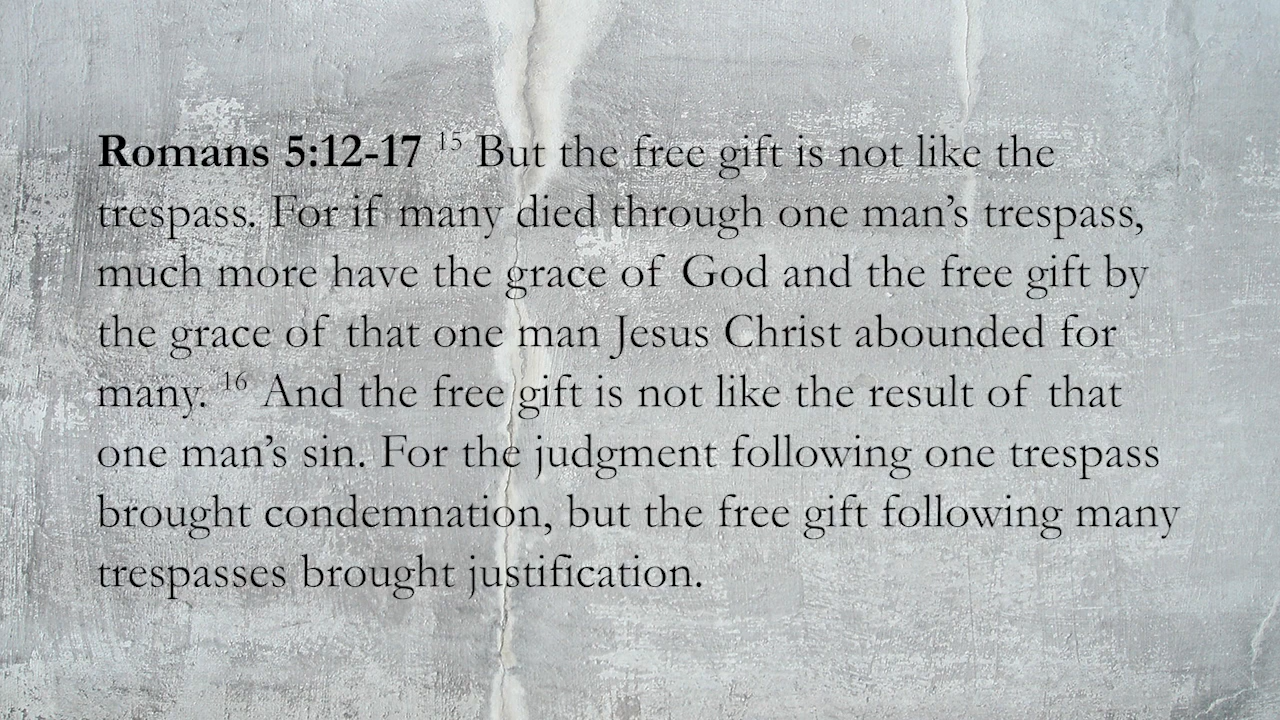 Romans 5:12-17 15 But the free gift is not like the
trespass. For if many died through one man’s trespass,
much more have the grace of God and the free gift by
the grace of that one man Jesus Christ abounded for
many. 16 And the free gift is not like the result of that
one man’s sin. For the judgment following one trespass
brought condemnation, but the free gift following many
trespasses brought justification.